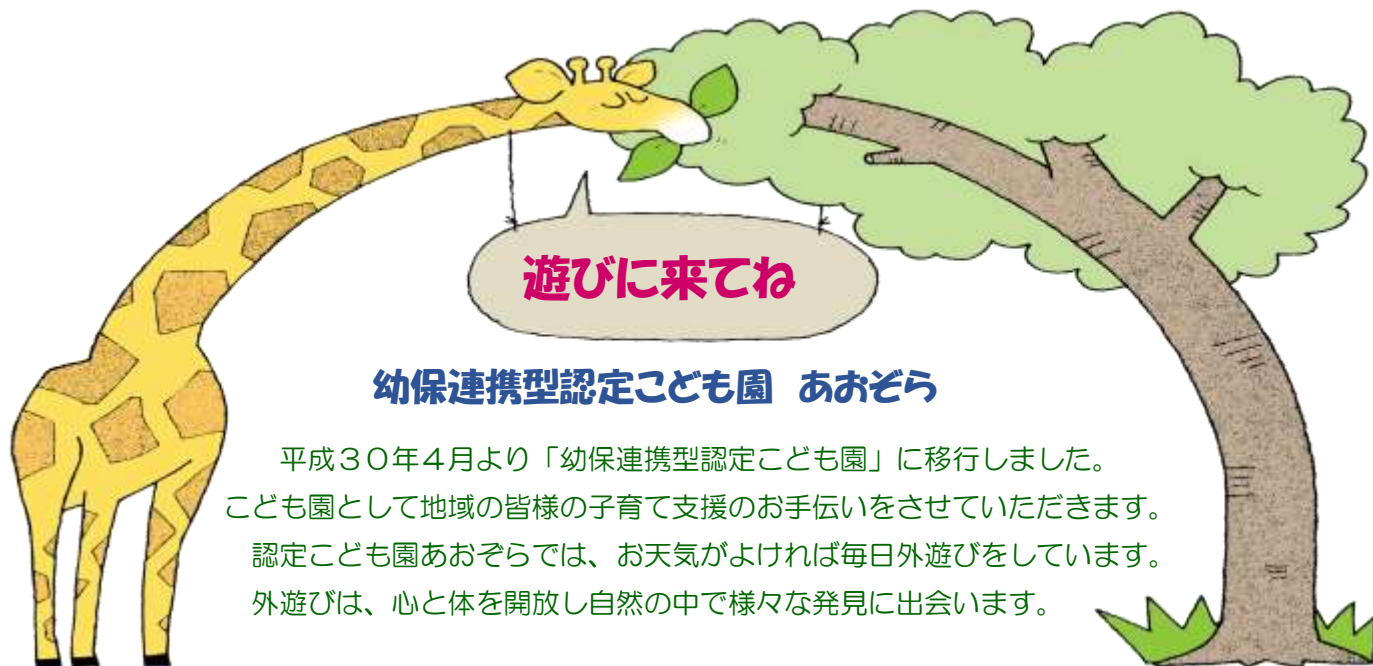 遊びに来てね
幼保連携型認定こども園 あおぞら
平成３０年４月より「幼保連携型認定こども園」に移行しました。
こども園として地域の皆様の子育て支援のお手伝いをさせていただきます。
認定こども園あおぞらでは、お天気がよければ毎日外遊びをしています。
外遊びは、心と体を開放し自然の中で様々な発見に出会います。